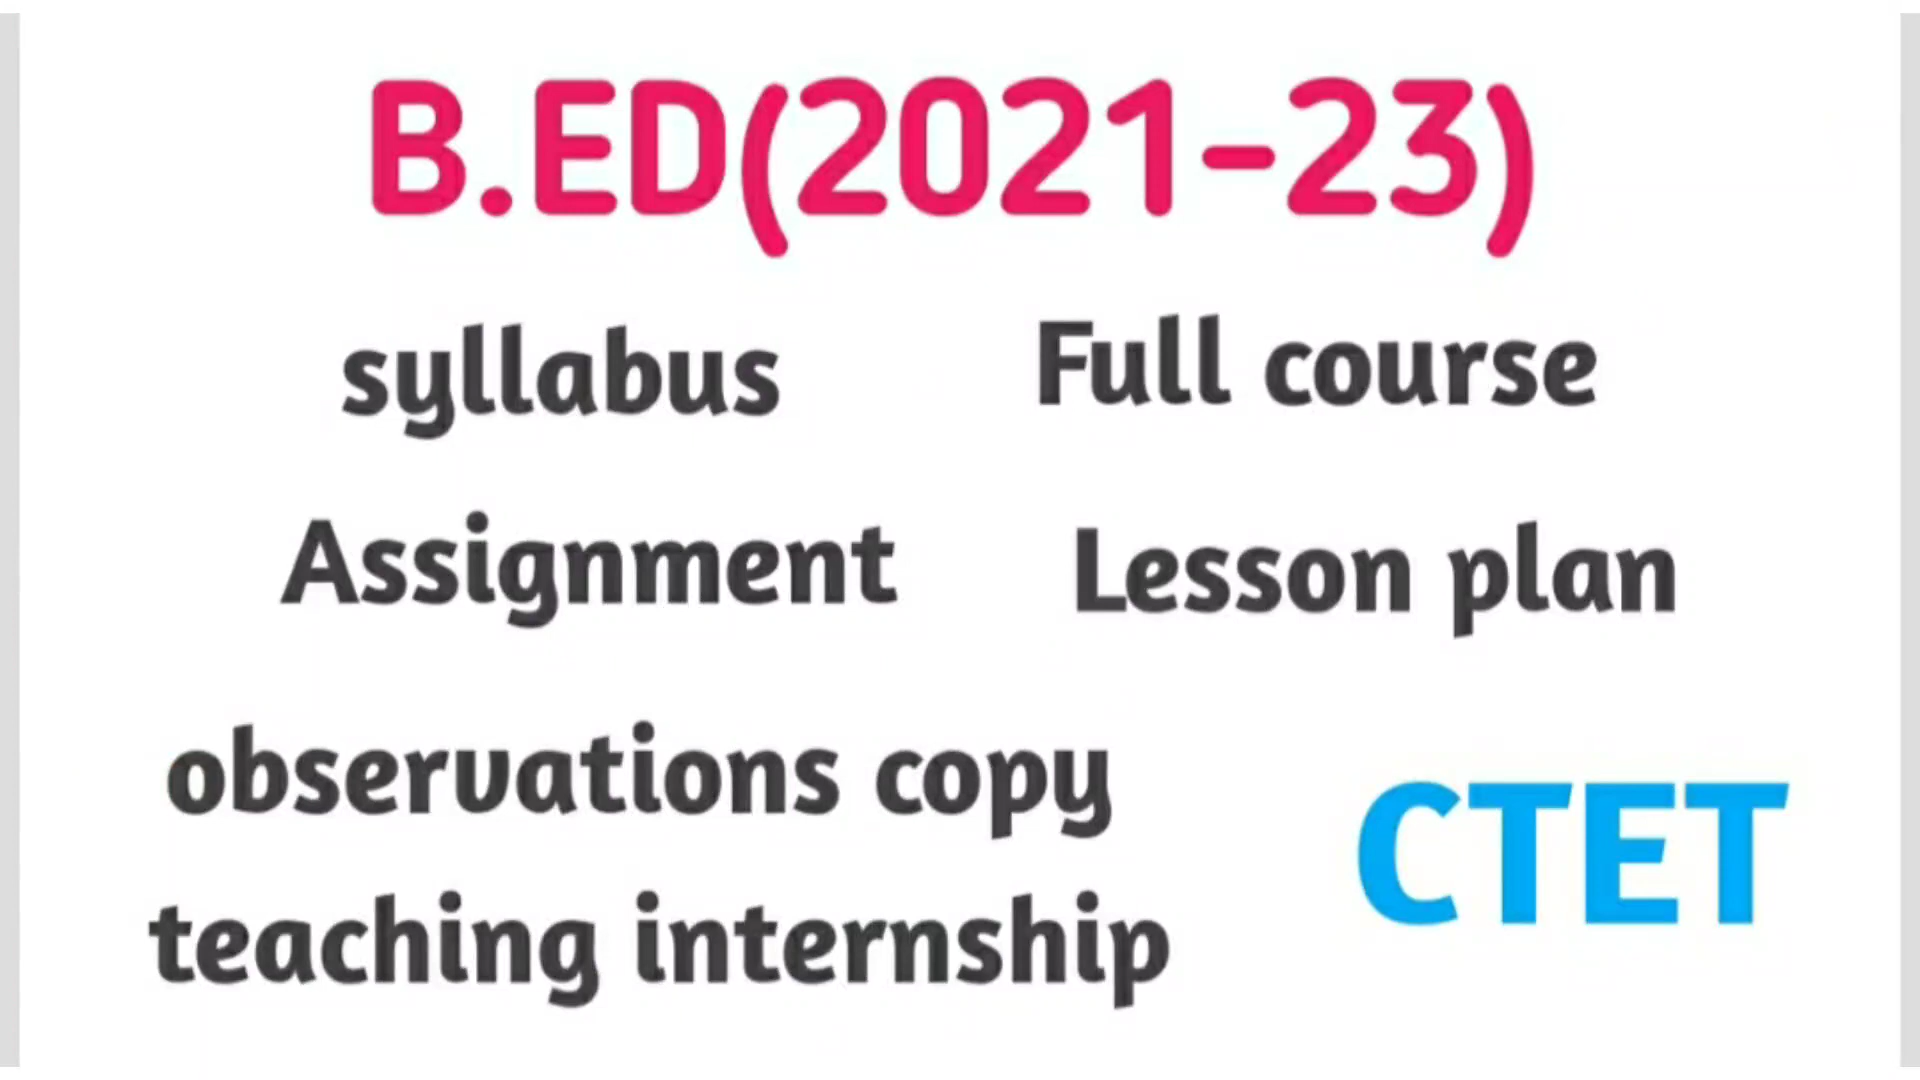 B.ED(2021-23)
syllabus Full course
Assignment Lesson plan
observations copy
CTET
teaching internship